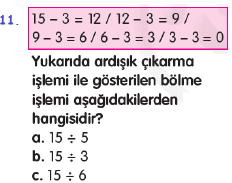 11. 15 – 3 = 12 / 12 – 3 = 9 /
9 – 3 = 6 / 6 – 3 = 3 / 3 – 3 = 0
Yukarıda ardışık çıkarma
işlemi ile gösterilen bölme
işlemi aşağıdakilerden
hangisidir?
a. 15 ÷ 5
b. 15 ÷ 3
c. 15 ÷ 6